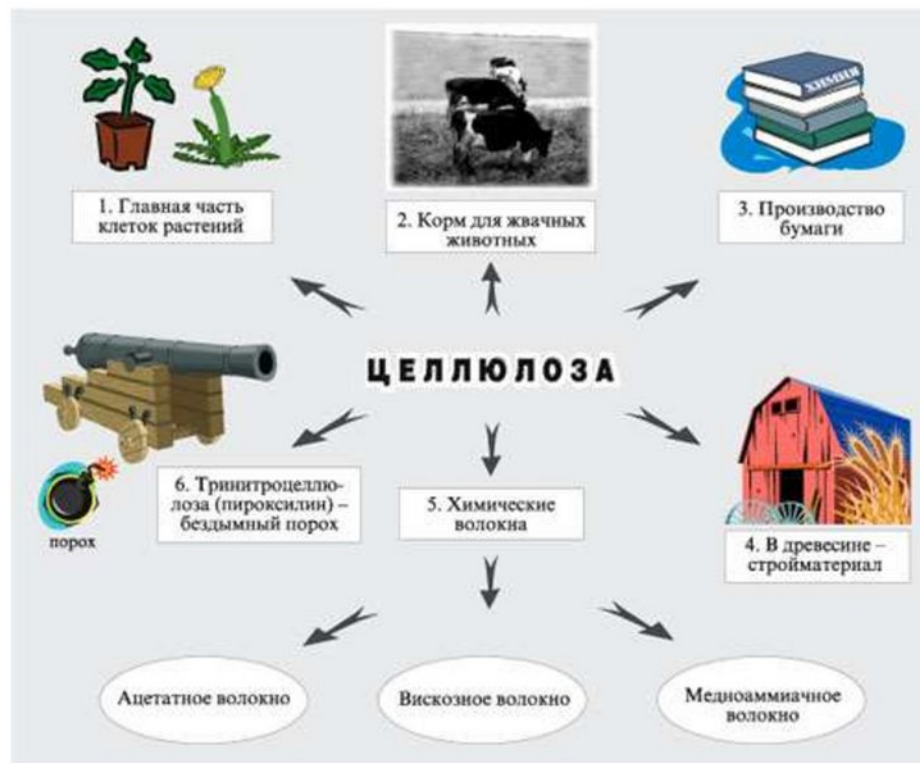 ХИМИЯ
1. Главная часть
клеток растений
2. Корм для жвачных
животных
3. Производство
бумаги
ЦЕЛЛЮЛОЗА
порох
6. Тринитроцеллю-
лоза (пироксилин) –
бездымный порох
5. Химические
волокна
4. В древесине –
стройматериал
Ацетатное волокно
Вискозное волокно
Медноаммиачное
волокно